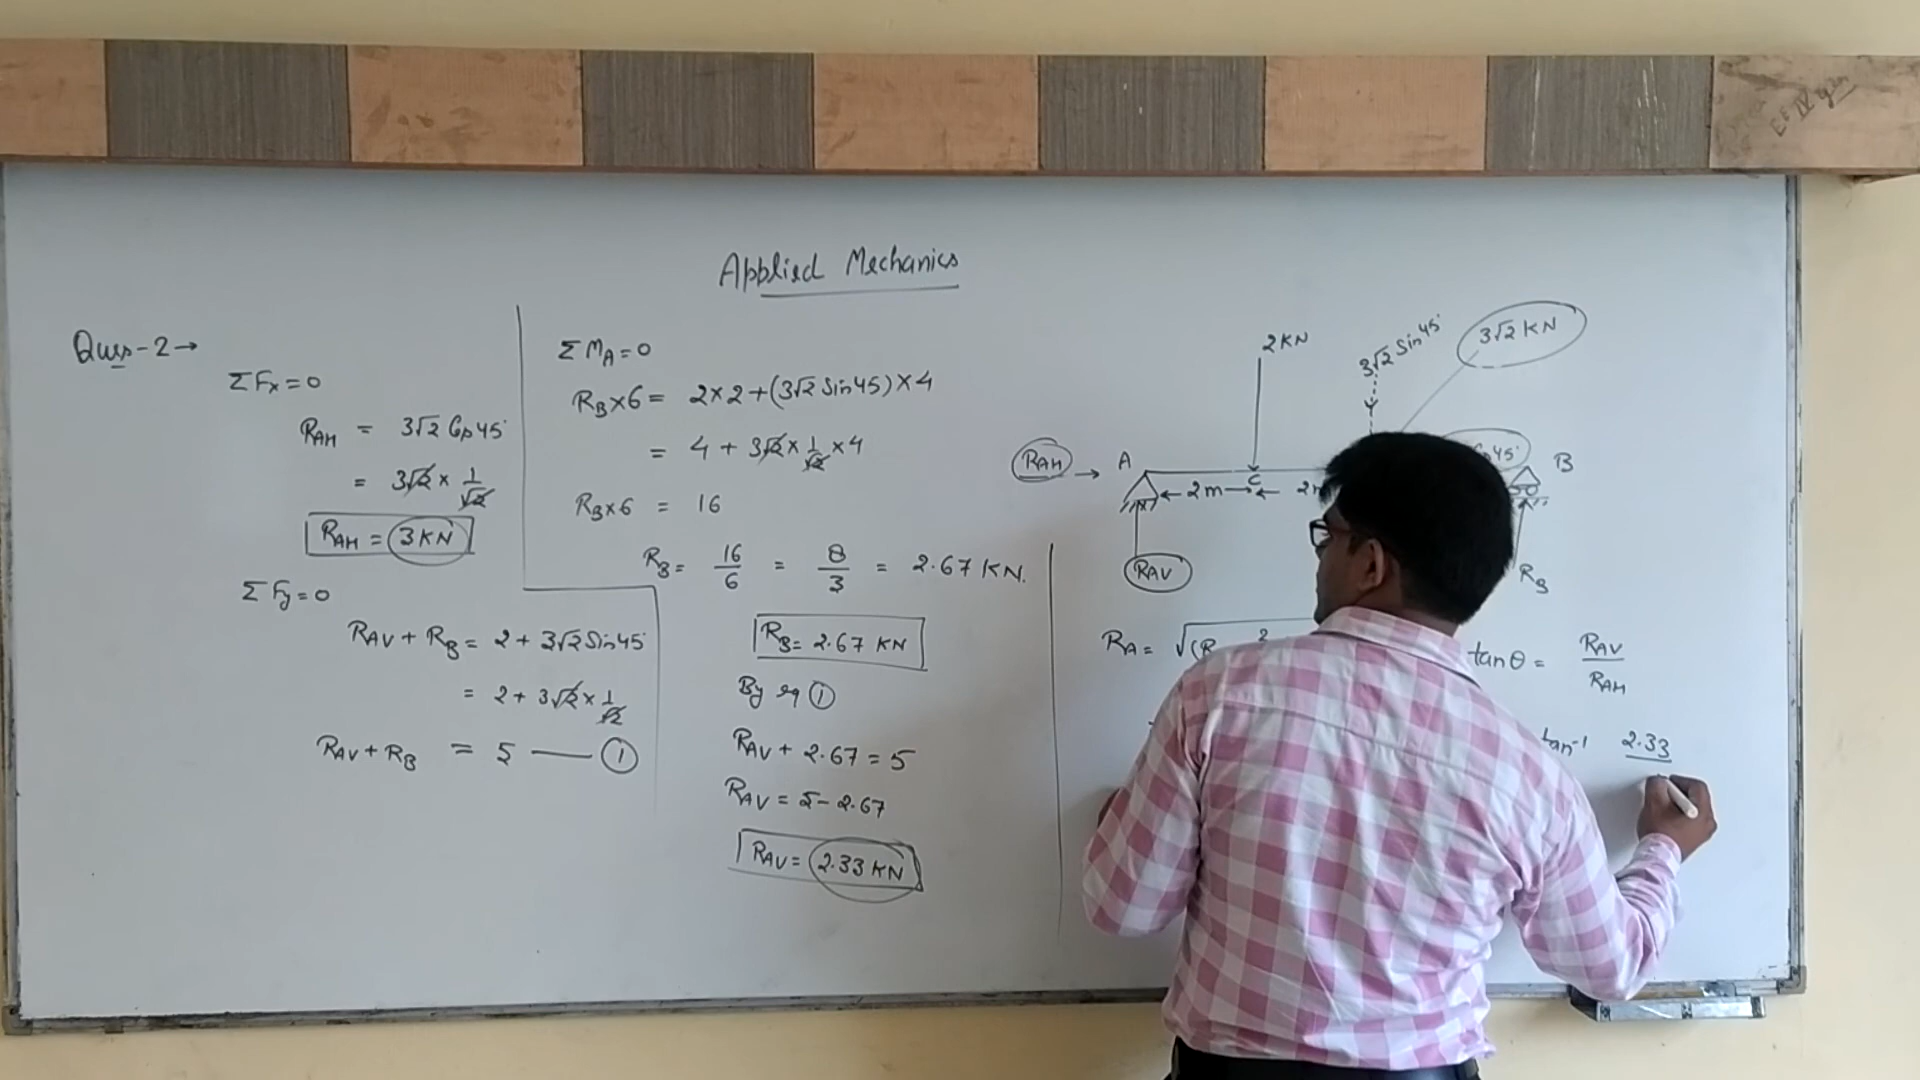 Applied Mechanics
Ques-2→
ΣFx=0
RAH = 3√2 Cos45°
= 3√2 × 1/√2
RAH = 3KN
ΣFy=0
RAV + RB = 2 + 3√2 Sin45°
= 2 + 3√2 × 1/√2
RAV + RB = 5 — ①
ΣMA=0
RB×6 = 2×2+(3√2 Sin45)×4
= 4 + 3√2 × 1/√2 × 4
RB×6 = 16
RB = 16/6 = 8/3 = 2.67 KN.
RB= 2.67 KN
By eq ①
RAV + 2.67 = 5
RAV = 5 - 2.67
RAV = 2.33 KN
2 KN
3√2 Sin45°
3√2 KN
RAH → A
B
C
2m
RAV
RB
RA =
tanθ = RAV/RAH
tan⁻¹ 2.33